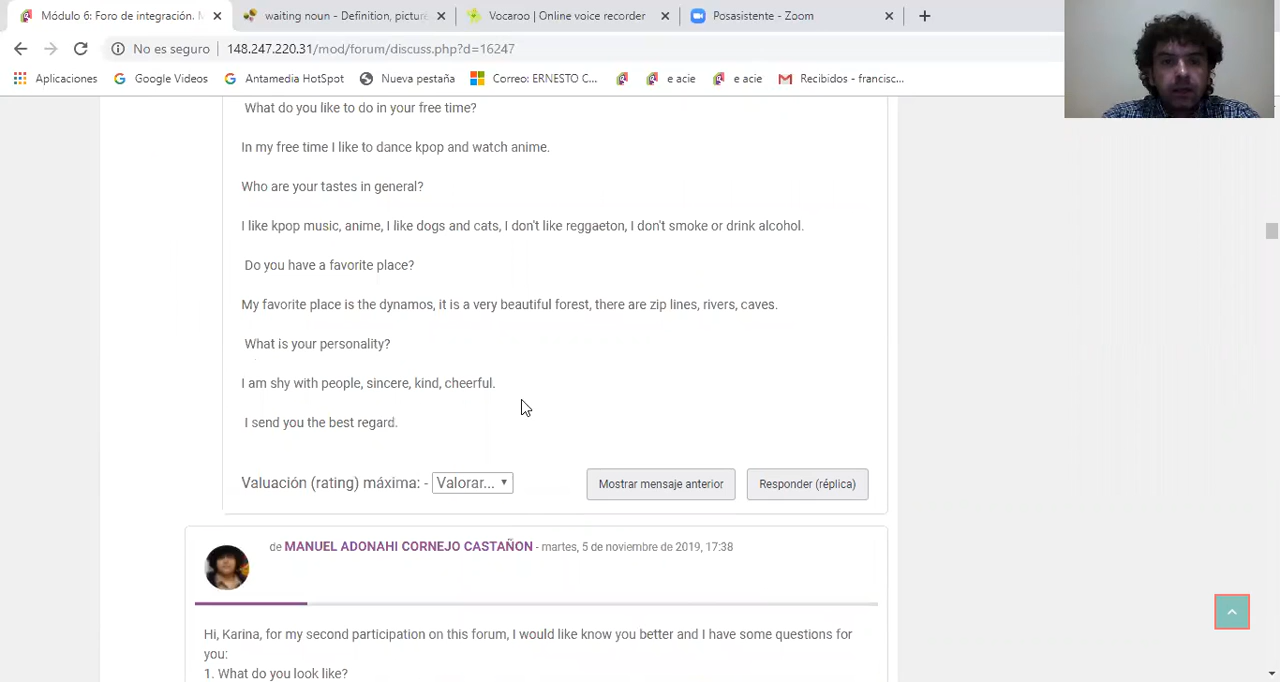 Módulo 6: Foro de integración. M
waiting noun - Definition, picture
Vocaroo | Online voice recorder
Posasistente - Zoom
No es seguro
148.247.220.31/mod/forum/discuss.php?d=16247
Aplicaciones
Google Videos
Antamedia HotSpot
Nueva pestaña
Correo: ERNESTO C...
e acie
e acie
Recibidos - francisc...
What do you like to do in your free time?
In my free time I like to dance kpop and watch anime.
Who are your tastes in general?
I like kpop music, anime, I like dogs and cats, I don't like reggaeton, I don't smoke or drink alcohol.
Do you have a favorite place?
My favorite place is the dynamos, it is a very beautiful forest, there are zip lines, rivers, caves.
What is your personality?
I am shy with people, sincere, kind, cheerful.
I send you the best regard.
Valuación (rating) máxima: -
Valorar...
Mostrar mensaje anterior
Responder (réplica)
de MANUEL ADONAHI CORNEJO CASTAÑON - martes, 5 de noviembre de 2019, 17:38
Hi, Karina, for my second participation on this forum, I would like know you better and I have some questions for
you:
1. What do you look like?